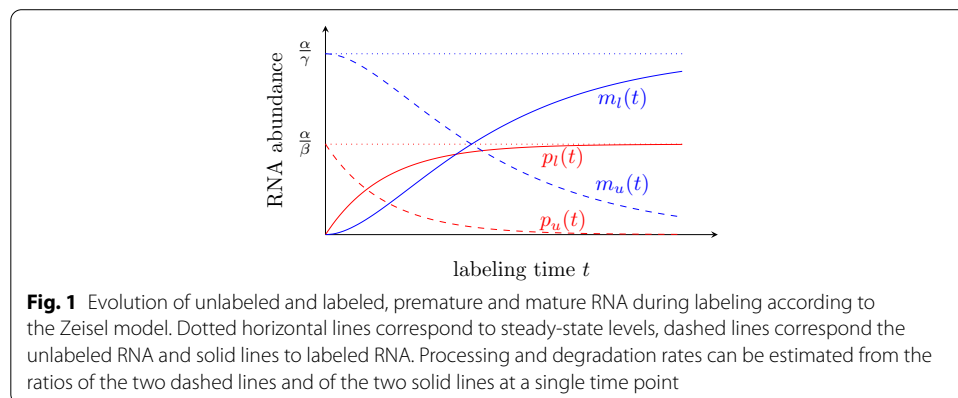 α/γ
α/β
RNA abundance
m_l(t)
p_l(t)
m_u(t)
p_u(t)
labeling time t
Fig. 1 Evolution of unlabeled and labeled, premature and mature RNA during labeling according to
the Zeisel model. Dotted horizontal lines correspond to steady-state levels, dashed lines correspond the
unlabeled RNA and solid lines to labeled RNA. Processing and degradation rates can be estimated from the
ratios of the two dashed lines and of the two solid lines at a single time point